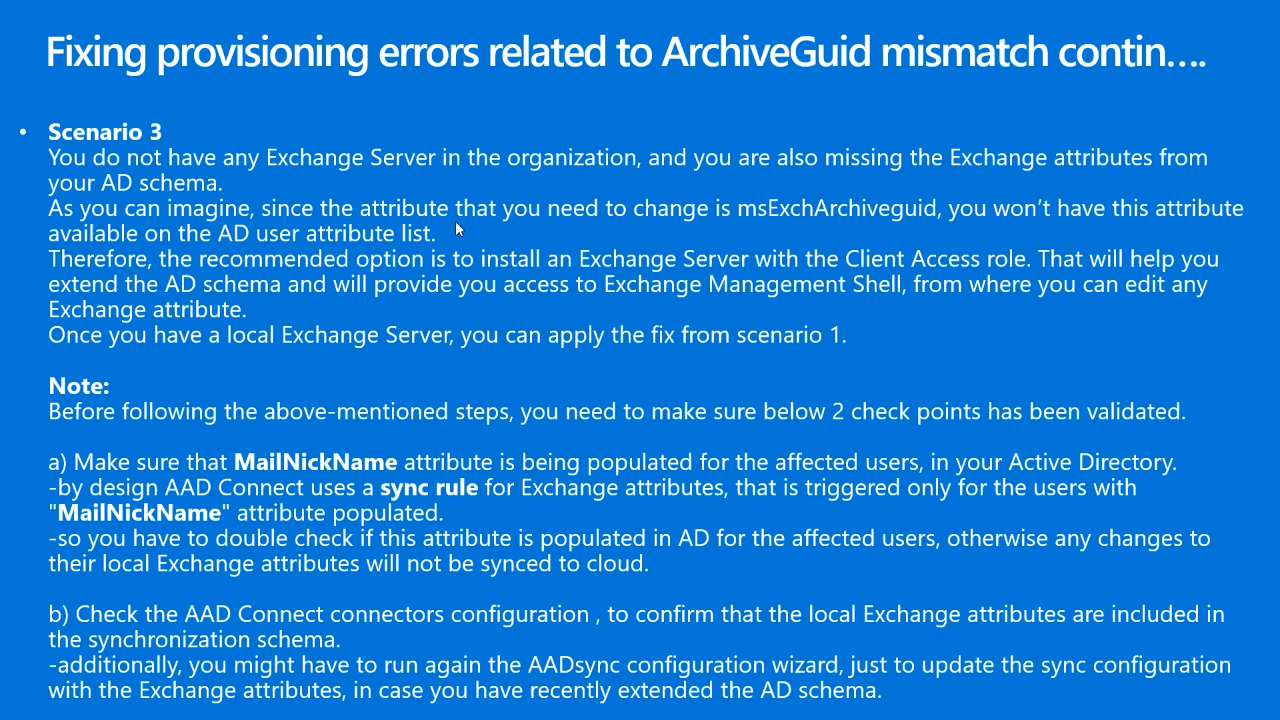 Fixing provisioning errors related to ArchiveGuid mismatch contin….
• Scenario 3
You do not have any Exchange Server in the organization, and you are also missing the Exchange attributes from
your AD schema.
As you can imagine, since the attribute that you need to change is msExchArchiveguid, you won't have this attribute
available on the AD user attribute list.
Therefore, the recommended option is to install an Exchange Server with the Client Access role. That will help you
extend the AD schema and will provide you access to Exchange Management Shell, from where you can edit any
Exchange attribute.
Once you have a local Exchange Server, you can apply the fix from scenario 1.
Note:
Before following the above-mentioned steps, you need to make sure below 2 check points has been validated.
a) Make sure that MailNickName attribute is being populated for the affected users, in your Active Directory.
-by design AAD Connect uses a sync rule for Exchange attributes, that is triggered only for the users with
"MailNickName" attribute populated.
-so you have to double check if this attribute is populated in AD for the affected users, otherwise any changes to
their local Exchange attributes will not be synced to cloud.
b) Check the AAD Connect connectors configuration , to confirm that the local Exchange attributes are included in
the synchronization schema.
-additionally, you might have to run again the AADsync configuration wizard, just to update the sync configuration
with the Exchange attributes, in case you have recently extended the AD schema.